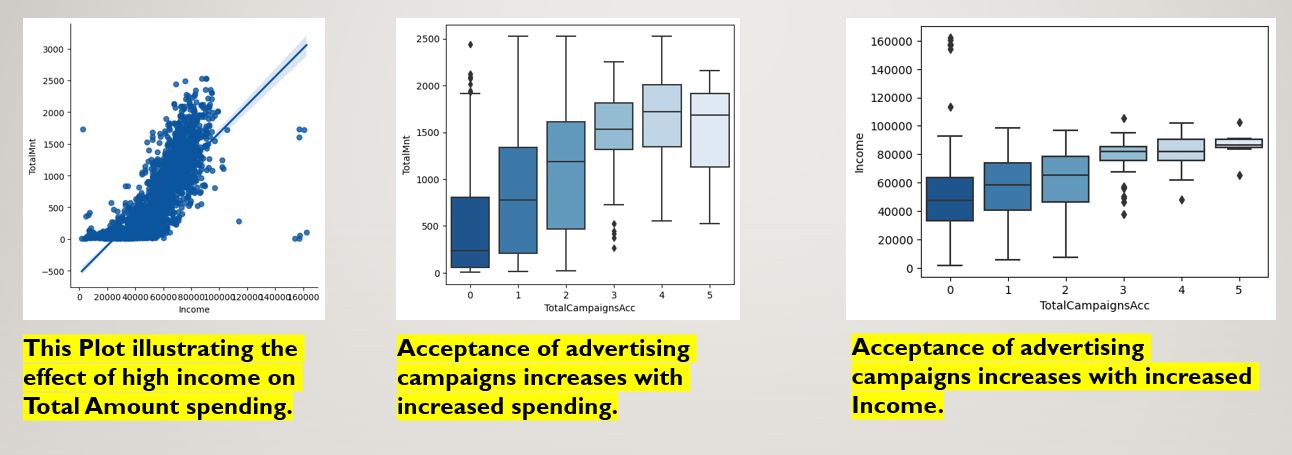 3000
2500
2000
1500
1000
500
0
−500
TotalMnt
0 20000 40000 60000 80000 100000 120000 140000 160000
Income
This Plot illustrating the
effect of high income on
Total Amount spending.
2500
2000
1500
1000
500
0
TotalMnt
0 1 2 3 4 5
TotalCampaignsAcc
Acceptance of advertising
campaigns increases with
increased spending.
160000
140000
120000
100000
80000
60000
40000
20000
0
Income
0 1 2 3 4 5
TotalCampaignsAcc
Acceptance of advertising
campaigns increases with increased
Income.